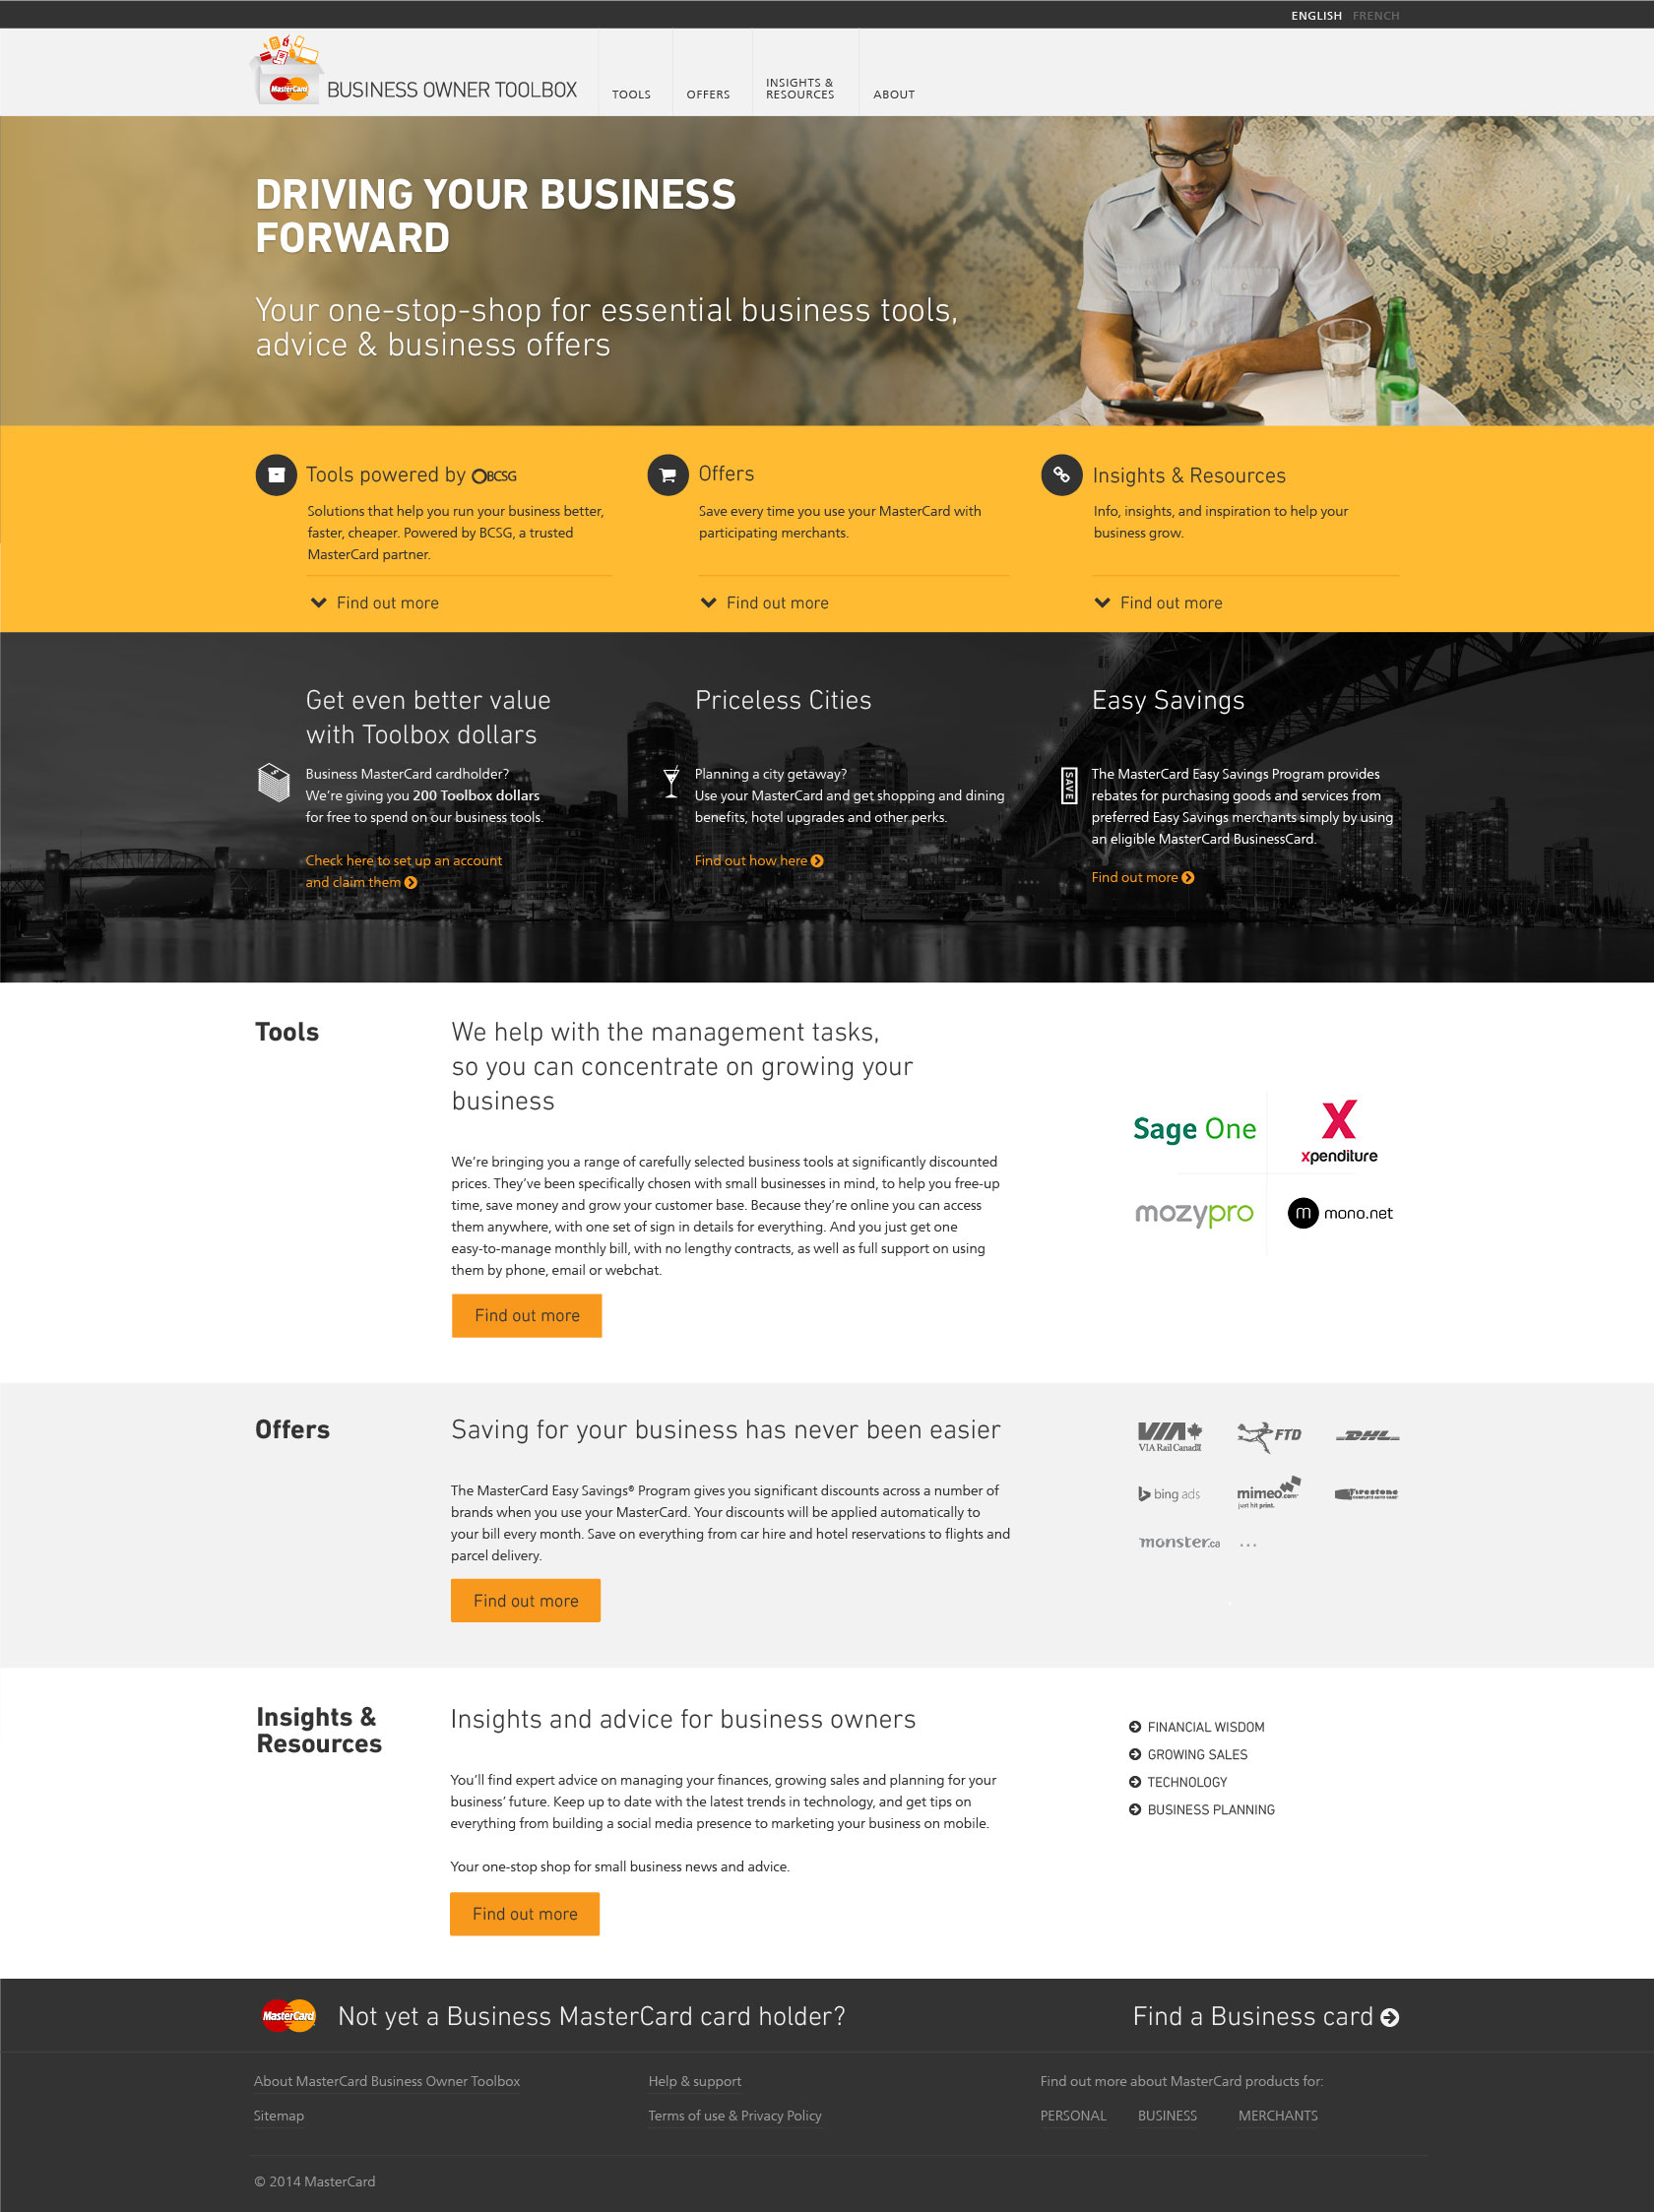 ENGLISH FRENCH
MasterCard BUSINESS OWNER TOOLBOX
TOOLS
OFFERS
INSIGHTS &
RESOURCES
ABOUT
DRIVING YOUR BUSINESS
FORWARD
Your one-stop-shop for essential business tools,
advice & business offers
Tools powered by BCSG
Solutions that help you run your business better,
faster, cheaper. Powered by BCSG, a trusted
MasterCard partner.
Find out more
Offers
Save every time you use your MasterCard with
participating merchants.
Find out more
Insights & Resources
Info, insights, and inspiration to help your
business grow.
Find out more
Get even better value
with Toolbox dollars
$
Business MasterCard cardholder?
We're giving you 200 Toolbox dollars
for free to spend on our business tools.
Check here to set up an account
and claim them
Priceless Cities
Planning a city getaway?
Use your MasterCard and get shopping and dining
benefits, hotel upgrades and other perks.
Find out how here
Easy Savings
SAVE
The MasterCard Easy Savings Program provides
rebates for purchasing goods and services from
preferred Easy Savings merchants simply by using
an eligible MasterCard BusinessCard.
Find out more
Tools
We help with the management tasks,
so you can concentrate on growing your
business
We're bringing you a range of carefully selected business tools at significantly discounted
prices. They've been specifically chosen with small businesses in mind, to help you free-up
time, save money and grow your customer base. Because they're online you can access
them anywhere, with one set of sign in details for everything. And you just get one
easy-to-manage monthly bill, with no lengthy contracts, as well as full support on using
them by phone, email or webchat.
Find out more
Sage One
X
xpenditure
mozypro
m mono.net
Offers
Saving for your business has never been easier
The MasterCard Easy Savings® Program gives you significant discounts across a number of
brands when you use your MasterCard. Your discounts will be applied automatically to
your bill every month. Save on everything from car hire and hotel reservations to flights and
parcel delivery.
Find out more
VIA
VIA Rail Canada
FTD
DHL
bing ads
mimeo.com
just hit print.
Firestone
COMPLETE AUTO CARE
monster.ca
...
Insights &
Resources
Insights and advice for business owners
You'll find expert advice on managing your finances, growing sales and planning for your
business' future. Keep up to date with the latest trends in technology, and get tips on
everything from building a social media presence to marketing your business on mobile.
Your one-stop shop for small business news and advice.
Find out more
FINANCIAL WISDOM
GROWING SALES
TECHNOLOGY
BUSINESS PLANNING
MasterCard Not yet a Business MasterCard card holder?
Find a Business card
About MasterCard Business Owner Toolbox
Sitemap
Help & support
Terms of use & Privacy Policy
Find out more about MasterCard products for:
PERSONAL BUSINESS MERCHANTS
© 2014 MasterCard